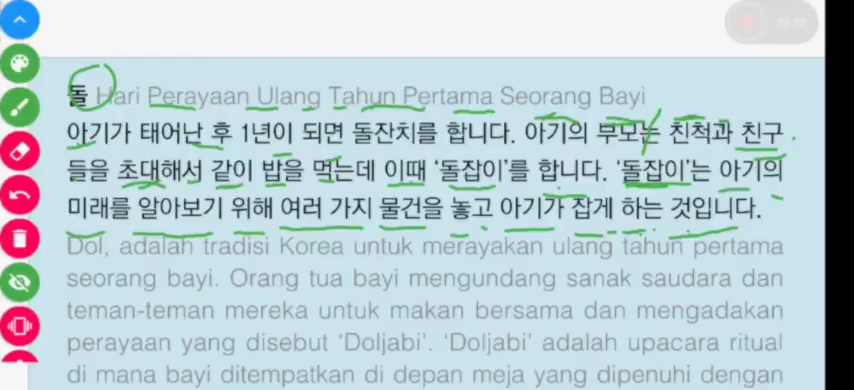 돌 Hari Perayaan Ulang Tahun Pertama Seorang Bayi
아기가 태어난 후 1년이 되면 돌잔치를 합니다. 아기의 부모는 친척과 친구
들을 초대해서 같이 밥을 먹는데 이때 ‘돌잡이’를 합니다. ‘돌잡이’는 아기의
미래를 알아보기 위해 여러 가지 물건을 놓고 아기가 잡게 하는 것입니다.
Dol, adalah tradisi Korea untuk merayakan ulang tahun pertama
seorang bayi. Orang tua bayi mengundang sanak saudara dan
teman-teman mereka untuk makan bersama dan mengadakan
perayaan yang disebut ‘Doljabi’. ‘Doljabi’ adalah upacara ritual
di mana bayi ditempatkan di depan meja yang dipenuhi dengan